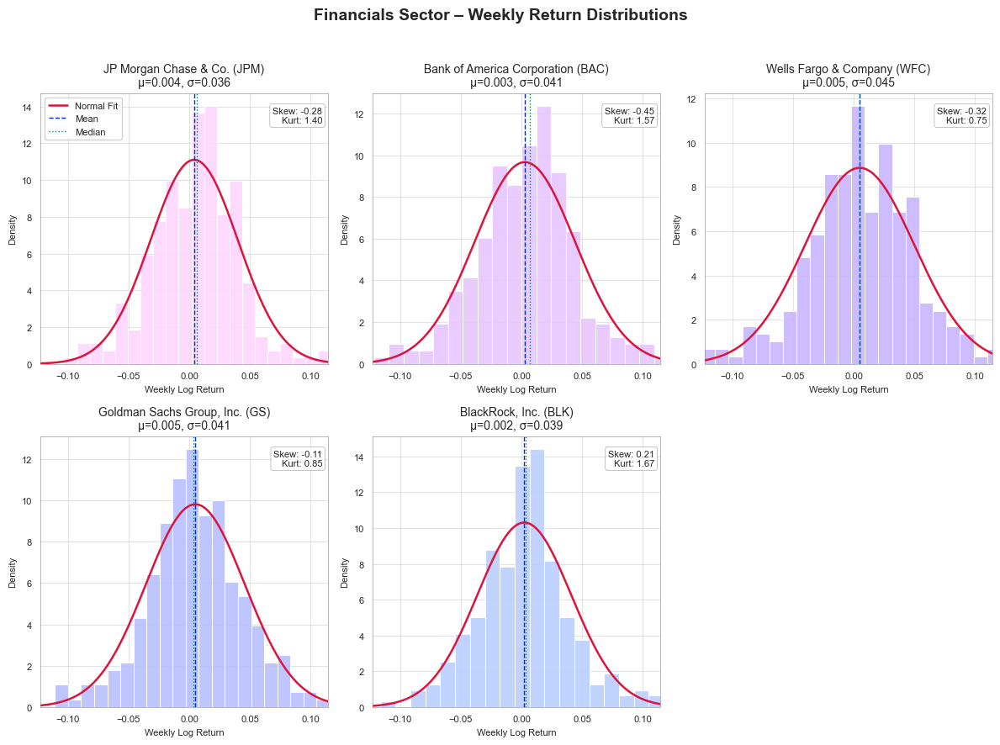 Financials Sector – Weekly Return Distributions
JP Morgan Chase & Co. (JPM)
μ=0.004, σ=0.036
Normal Fit
Mean
Median
Skew: -0.28
Kurt: 1.40
14
12
10
8
6
4
2
0
Density
−0.10
−0.05
0.00
0.05
0.10
Weekly Log Return
Bank of America Corporation (BAC)
μ=0.003, σ=0.041
Skew: -0.45
Kurt: 1.57
12
10
8
6
4
2
0
Density
−0.10
−0.05
0.00
0.05
0.10
Weekly Log Return
Wells Fargo & Company (WFC)
μ=0.005, σ=0.045
Skew: -0.32
Kurt: 0.75
12
10
8
6
4
2
0
Density
−0.10
−0.05
0.00
0.05
0.10
Weekly Log Return
Goldman Sachs Group, Inc. (GS)
μ=0.005, σ=0.041
Skew: -0.11
Kurt: 0.85
12
10
8
6
4
2
0
Density
−0.10
−0.05
0.00
0.05
0.10
Weekly Log Return
BlackRock, Inc. (BLK)
μ=0.002, σ=0.039
Skew: 0.21
Kurt: 1.67
14
12
10
8
6
4
2
0
Density
−0.10
−0.05
0.00
0.05
0.10
Weekly Log Return